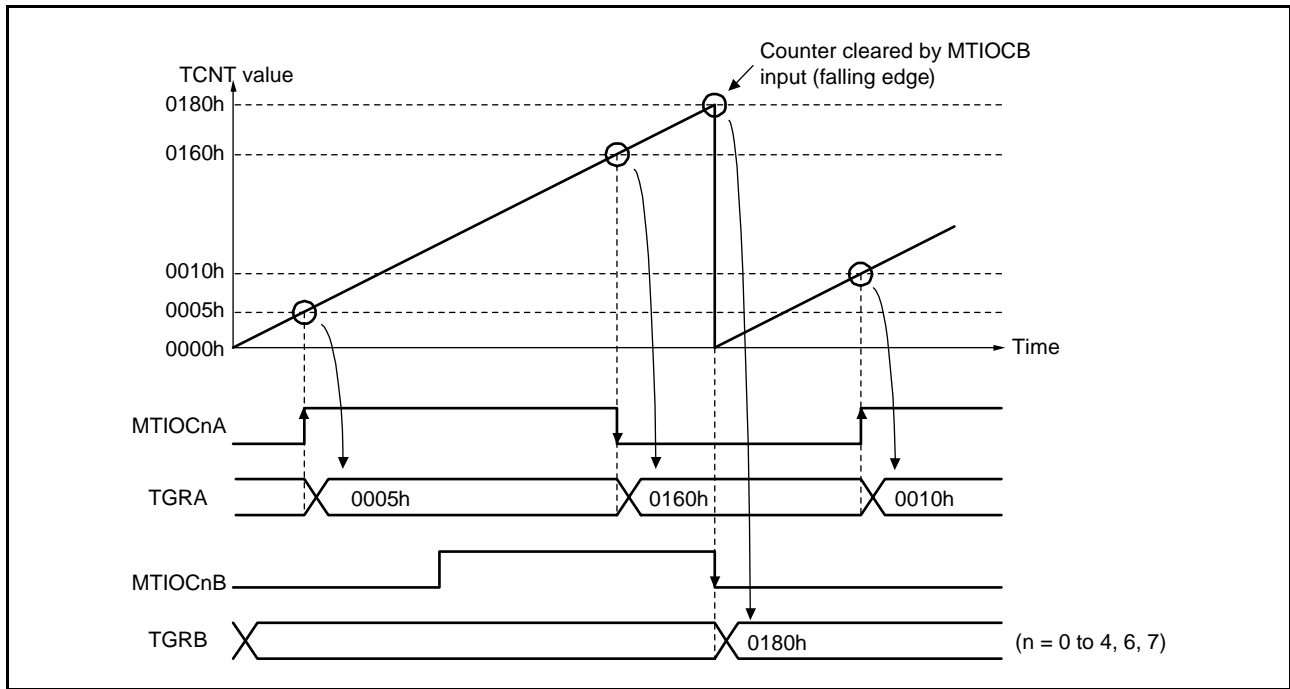 Counter cleared by MTIOCB
input (falling edge)
TCNT value
0180h
0160h
0010h
0005h
0000h
Time
MTIOCnA
TGRA
0005h
0160h
0010h
MTIOCnB
TGRB
0180h
(n = 0 to 4, 6, 7)